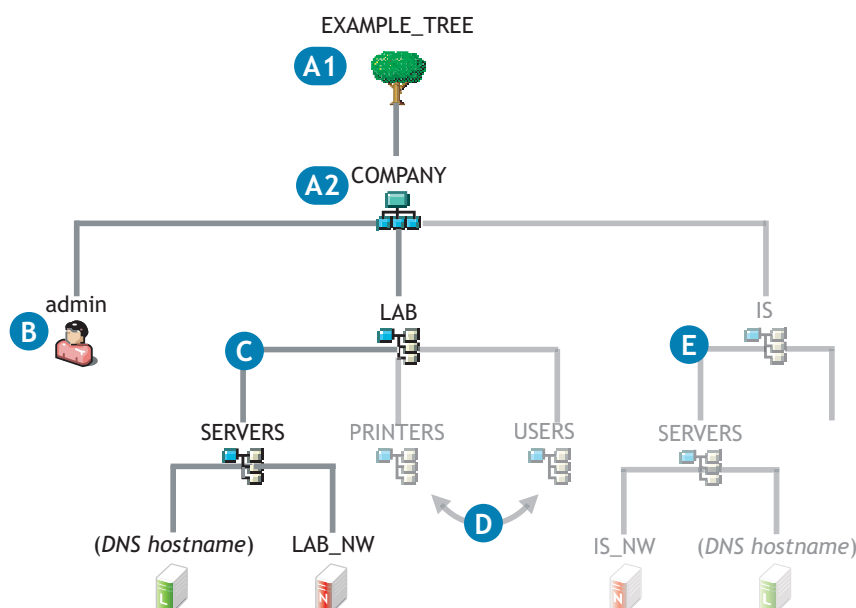 EXAMPLE_TREE
A1
A2 COMPANY
admin
B
LAB
IS
C
E
SERVERS
PRINTERS
USERS
SERVERS
D
(DNS hostname)
LAB_NW
IS_NW
(DNS hostname)
L
N
N
L